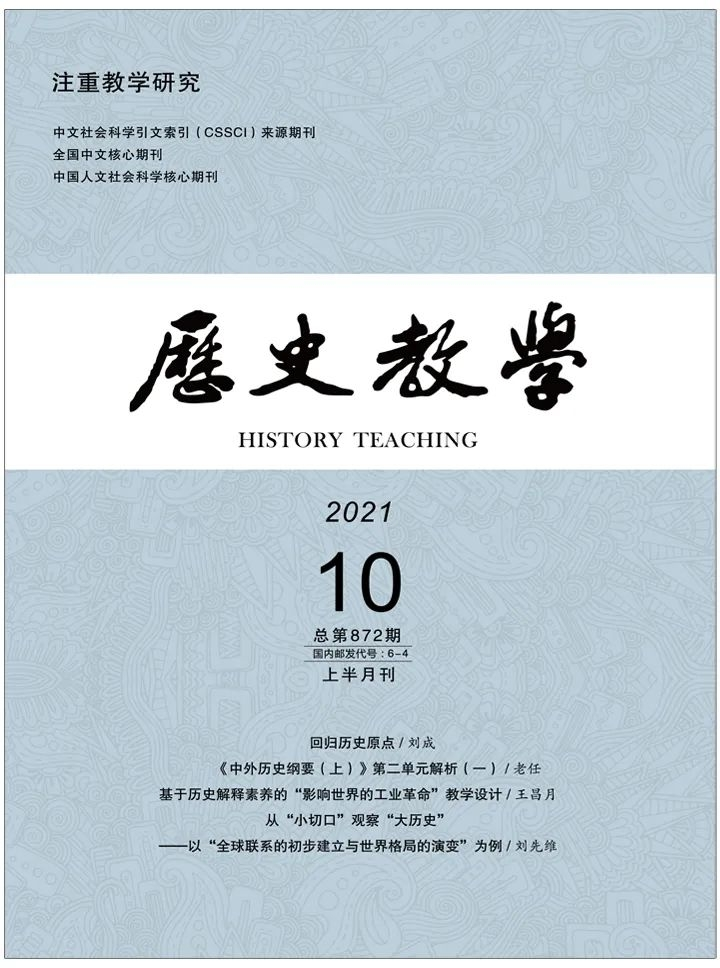 注重教学研究
中文社会科学引文索引（CSSCI）来源期刊
全国中文核心期刊
中国人文社会科学核心期刊
歷史教學
HISTORY TEACHING
2021
10
总第872期
国内邮发代号：6-4
上半月刊
回归历史原点 / 刘成
《中外历史纲要（上）》第二单元解析（一）/ 老任
基于历史解释素养的“影响世界的工业革命”教学设计 / 王昌月
从“小切口”观察“大历史”
——以“全球联系的初步建立与世界格局的演变”为例 / 刘先维